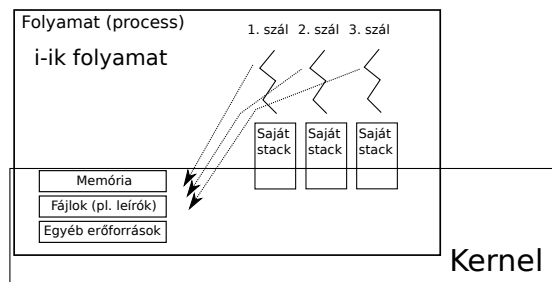 Folyamat (process)
i-ik folyamat
1. szál 2. szál 3. szál
Saját stack
Saját stack
Saját stack
Memória
Fájlok (pl. leírók)
Egyéb erőforrások
Kernel